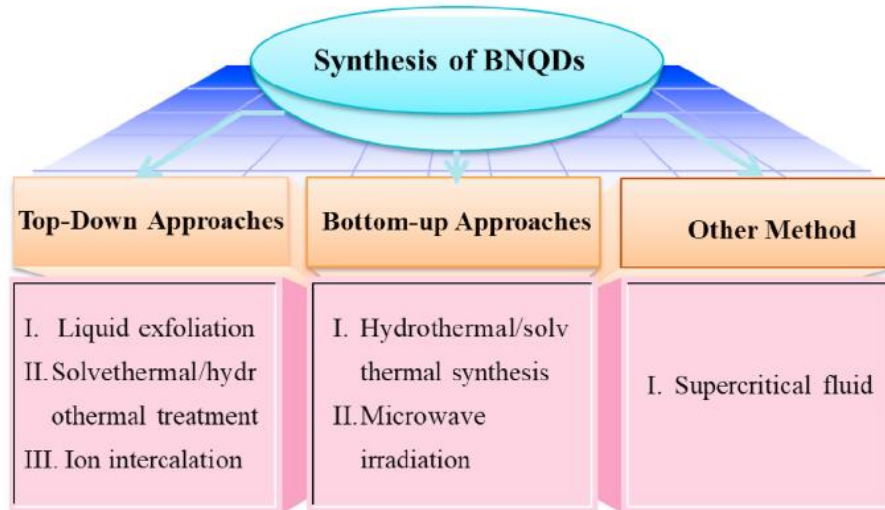 Synthesis of BNQDs
Top-Down Approaches
Bottom-up Approaches
Other Method
I. Liquid exfoliation
II. Solvethermal/hydr
othermal treatment
III. Ion intercalation
I. Hydrothermal/solv
thermal synthesis
II. Microwave
irradiation
I. Supercritical fluid